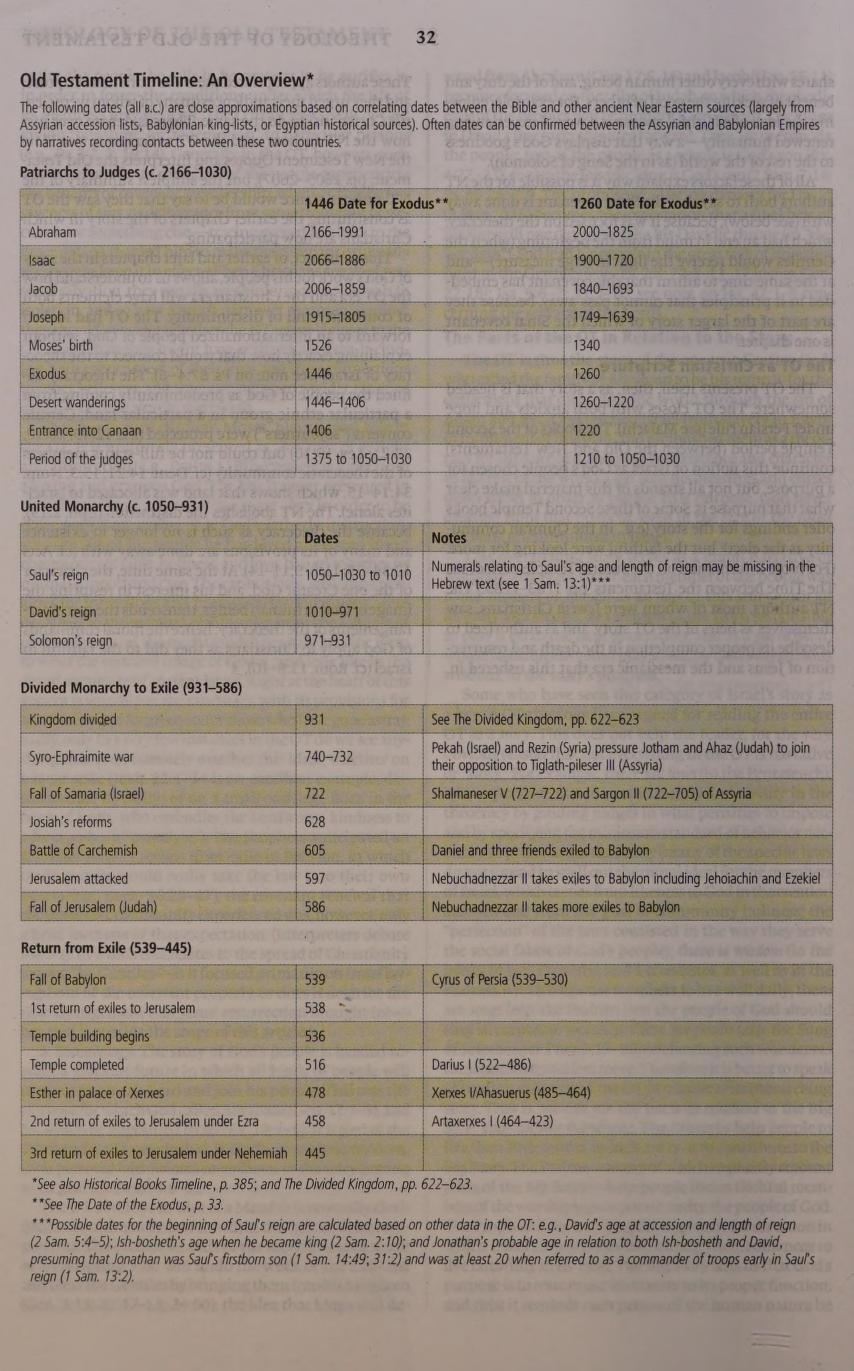 32
Old Testament Timeline: An Overview*
The following dates (all B.C.) are close approximations based on correlating dates between the Bible and other ancient Near Eastern sources (largely from
Assyrian accession lists, Babylonian king-lists, or Egyptian historical sources). Often dates can be confirmed between the Assyrian and Babylonian Empires
by narratives recording contacts between these two countries.
Patriarchs to Judges (c. 2166–1030)
1446 Date for Exodus** 1260 Date for Exodus**
Abraham 2166–1991 2000–1825
Isaac 2066–1886 1900–1720
Jacob 2006–1859 1840–1693
Joseph 1915–1805 1749–1639
Moses' birth 1526 1340
Exodus 1446 1260
Desert wanderings 1446–1406 1260–1220
Entrance into Canaan 1406 1220
Period of the judges 1375 to 1050–1030 1210 to 1050–1030
United Monarchy (c. 1050–931)
Dates Notes
Saul's reign 1050–1030 to 1010 Numerals relating to Saul's age and length of reign may be missing in the
Hebrew text (see 1 Sam. 13:1)***
David's reign 1010–971
Solomon's reign 971–931
Divided Monarchy to Exile (931–586)
Kingdom divided 931 See The Divided Kingdom, pp. 622–623
Syro-Ephraimite war 740–732 Pekah (Israel) and Rezin (Syria) pressure Jotham and Ahaz (Judah) to join
their opposition to Tiglath-pileser III (Assyria)
Fall of Samaria (Israel) 722 Shalmaneser V (727–722) and Sargon II (722–705) of Assyria
Josiah's reforms 628
Battle of Carchemish 605 Daniel and three friends exiled to Babylon
Jerusalem attacked 597 Nebuchadnezzar II takes exiles to Babylon including Jehoiachin and Ezekiel
Fall of Jerusalem (Judah) 586 Nebuchadnezzar II takes more exiles to Babylon
Return from Exile (539–445)
Fall of Babylon 539 Cyrus of Persia (539–530)
1st return of exiles to Jerusalem 538
Temple building begins 536
Temple completed 516 Darius I (522–486)
Esther in palace of Xerxes 478 Xerxes I/Ahasuerus (485–464)
2nd return of exiles to Jerusalem under Ezra 458 Artaxerxes I (464–423)
3rd return of exiles to Jerusalem under Nehemiah 445
*See also Historical Books Timeline, p. 385; and The Divided Kingdom, pp. 622–623.
**See The Date of the Exodus, p. 33.
***Possible dates for the beginning of Saul's reign are calculated based on other data in the OT: e.g., David's age at accession and length of reign
(2 Sam. 5:4–5); Ish-bosheth's age when he became king (2 Sam. 2:10); and Jonathan's probable age in relation to both Ish-bosheth and David,
presuming that Jonathan was Saul's firstborn son (1 Sam. 14:49; 31:2) and was at least 20 when referred to as a commander of troops early in Saul's
reign (1 Sam. 13:2).